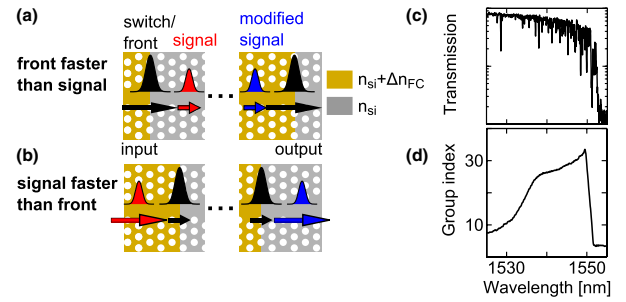 (a)
switch/
front
signal
modified
signal
front faster
than signal
n_si+Δn_FC
n_si
(b)
input
output
signal faster
than front
(c)
Transmission
(d)
Group index
30
10
1530
1550
Wavelength [nm]